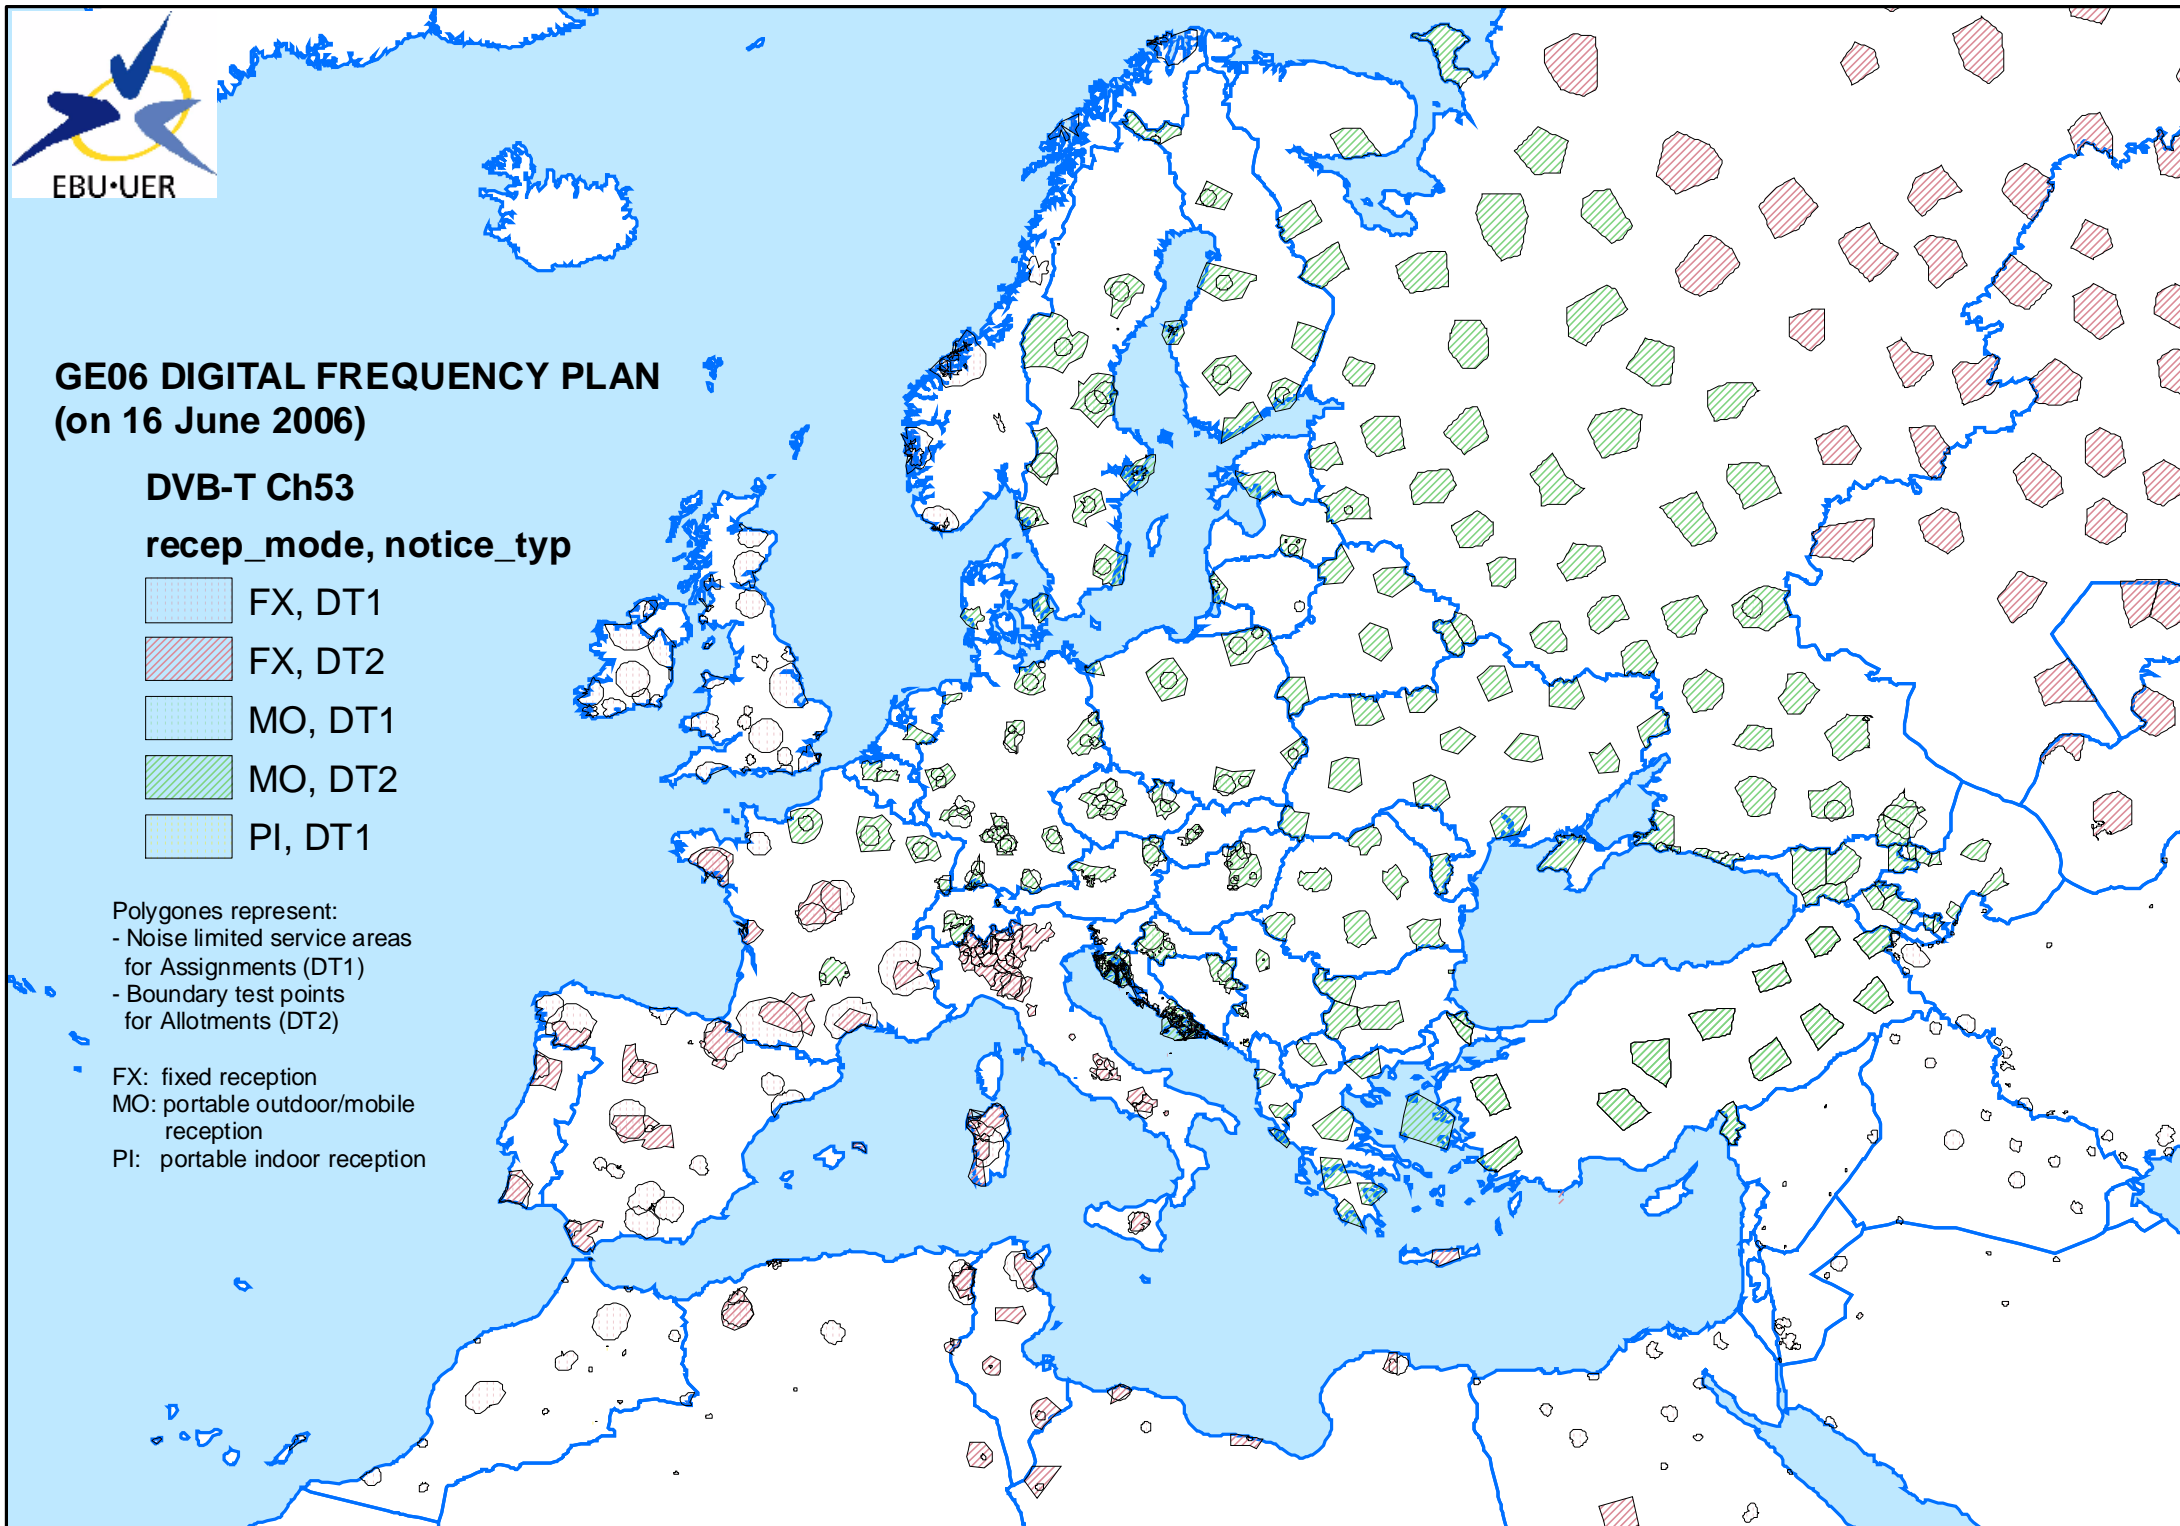 EBU•UER
GE06 DIGITAL FREQUENCY PLAN
(on 16 June 2006)
DVB-T Ch53
recep_mode, notice_typ
FX, DT1
FX, DT2
MO, DT1
MO, DT2
PI, DT1
Polygones represent:
- Noise limited service areas
for Assignments (DT1)
- Boundary test points
for Allotments (DT2)
FX: fixed reception
MO: portable outdoor/mobile
reception
PI: portable indoor reception